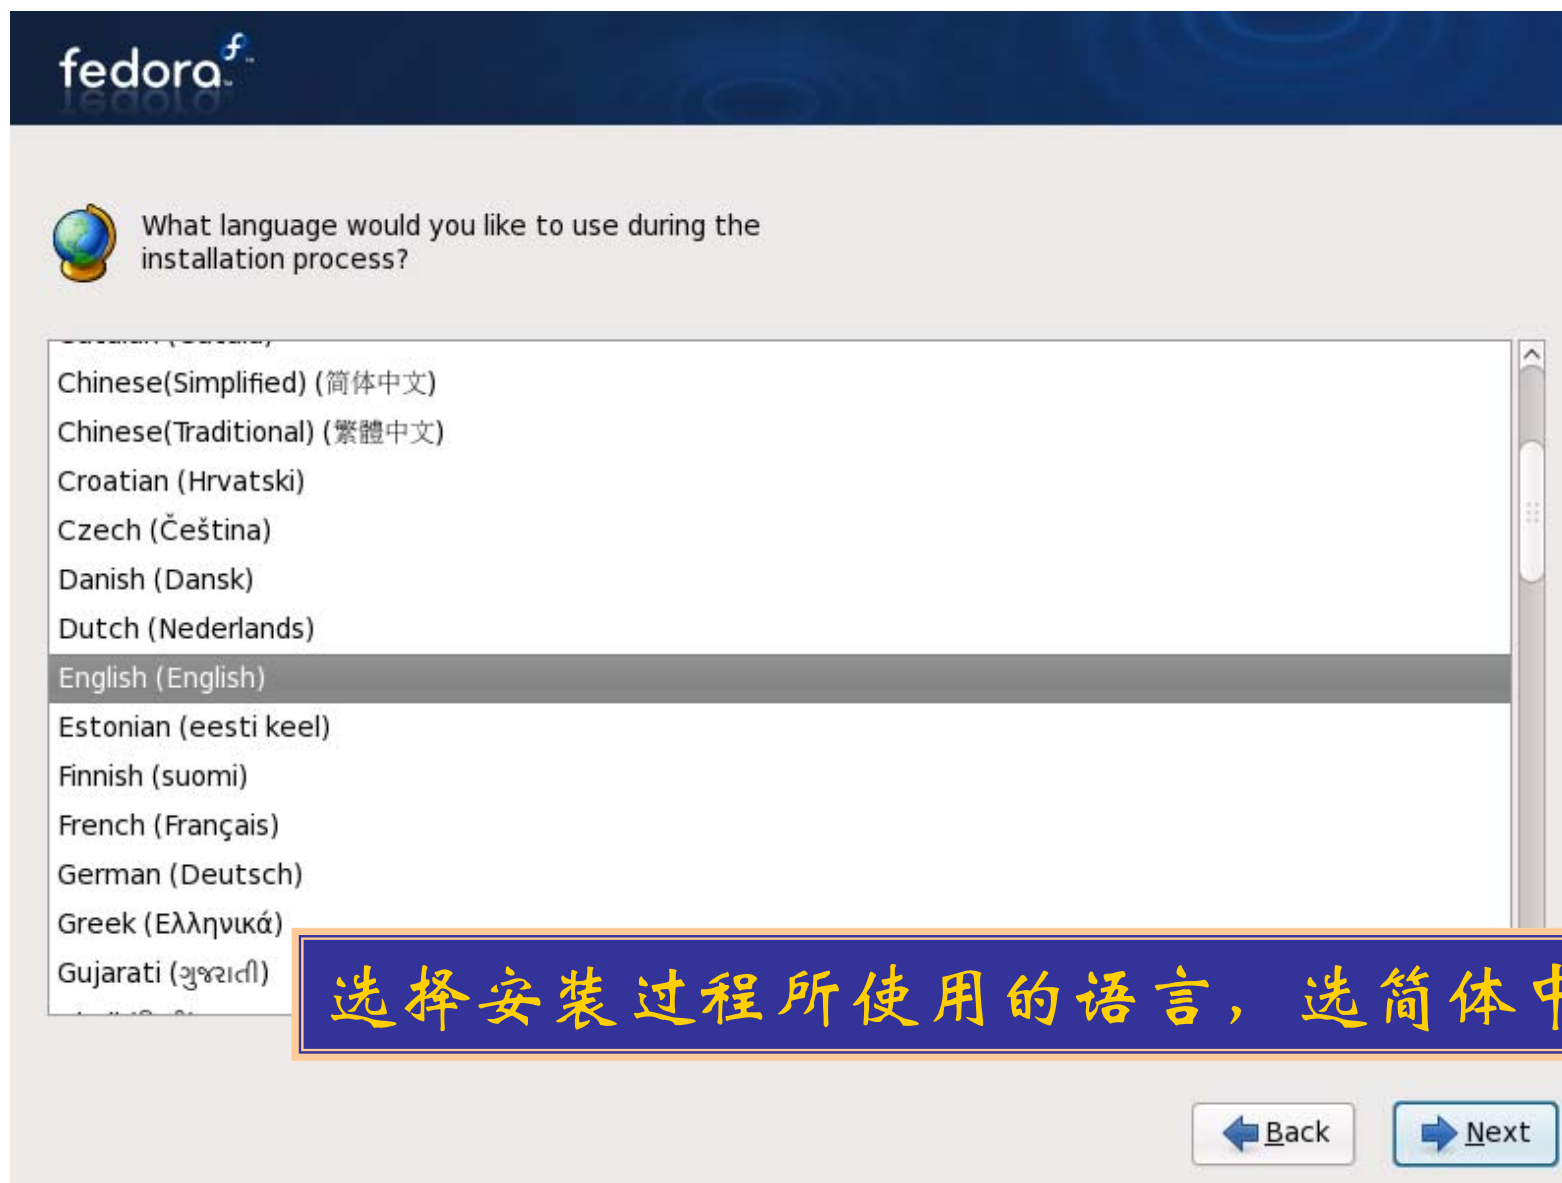 fedora
What language would you like to use during the
installation process?
Chinese(Simplified) (简体中文)
Chinese(Traditional) (繁體中文)
Croatian (Hrvatski)
Czech (Čeština)
Danish (Dansk)
Dutch (Nederlands)
English (English)
Estonian (eesti keel)
Finnish (suomi)
French (Français)
German (Deutsch)
Greek (Ελληνικά)
Gujarati (ગુજરાતી)
选择安装过程所使用的语言，选简体中
Back
Next